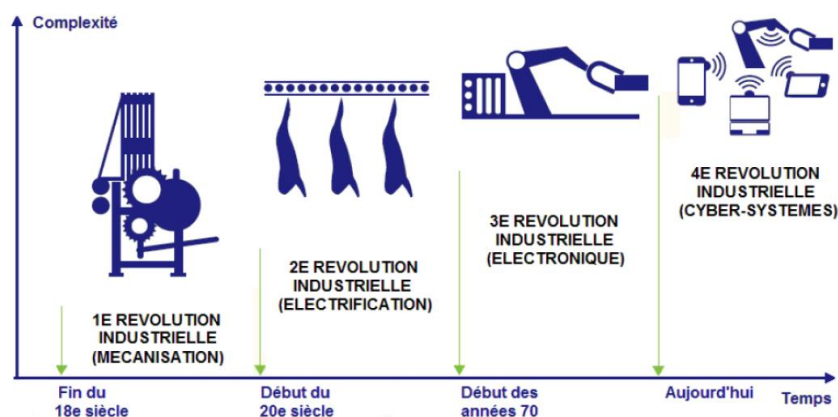 Complexité
1E REVOLUTION
INDUSTRIELLE
(MECANISATION)
2E REVOLUTION
INDUSTRIELLE
(ELECTRIFICATION)
3E REVOLUTION
INDUSTRIELLE
(ELECTRONIQUE)
4E REVOLUTION
INDUSTRIELLE
(CYBER-SYSTEMES)
Fin du
18e siècle
Début du
20e siècle
Début des
années 70
Aujourd'hui
Temps